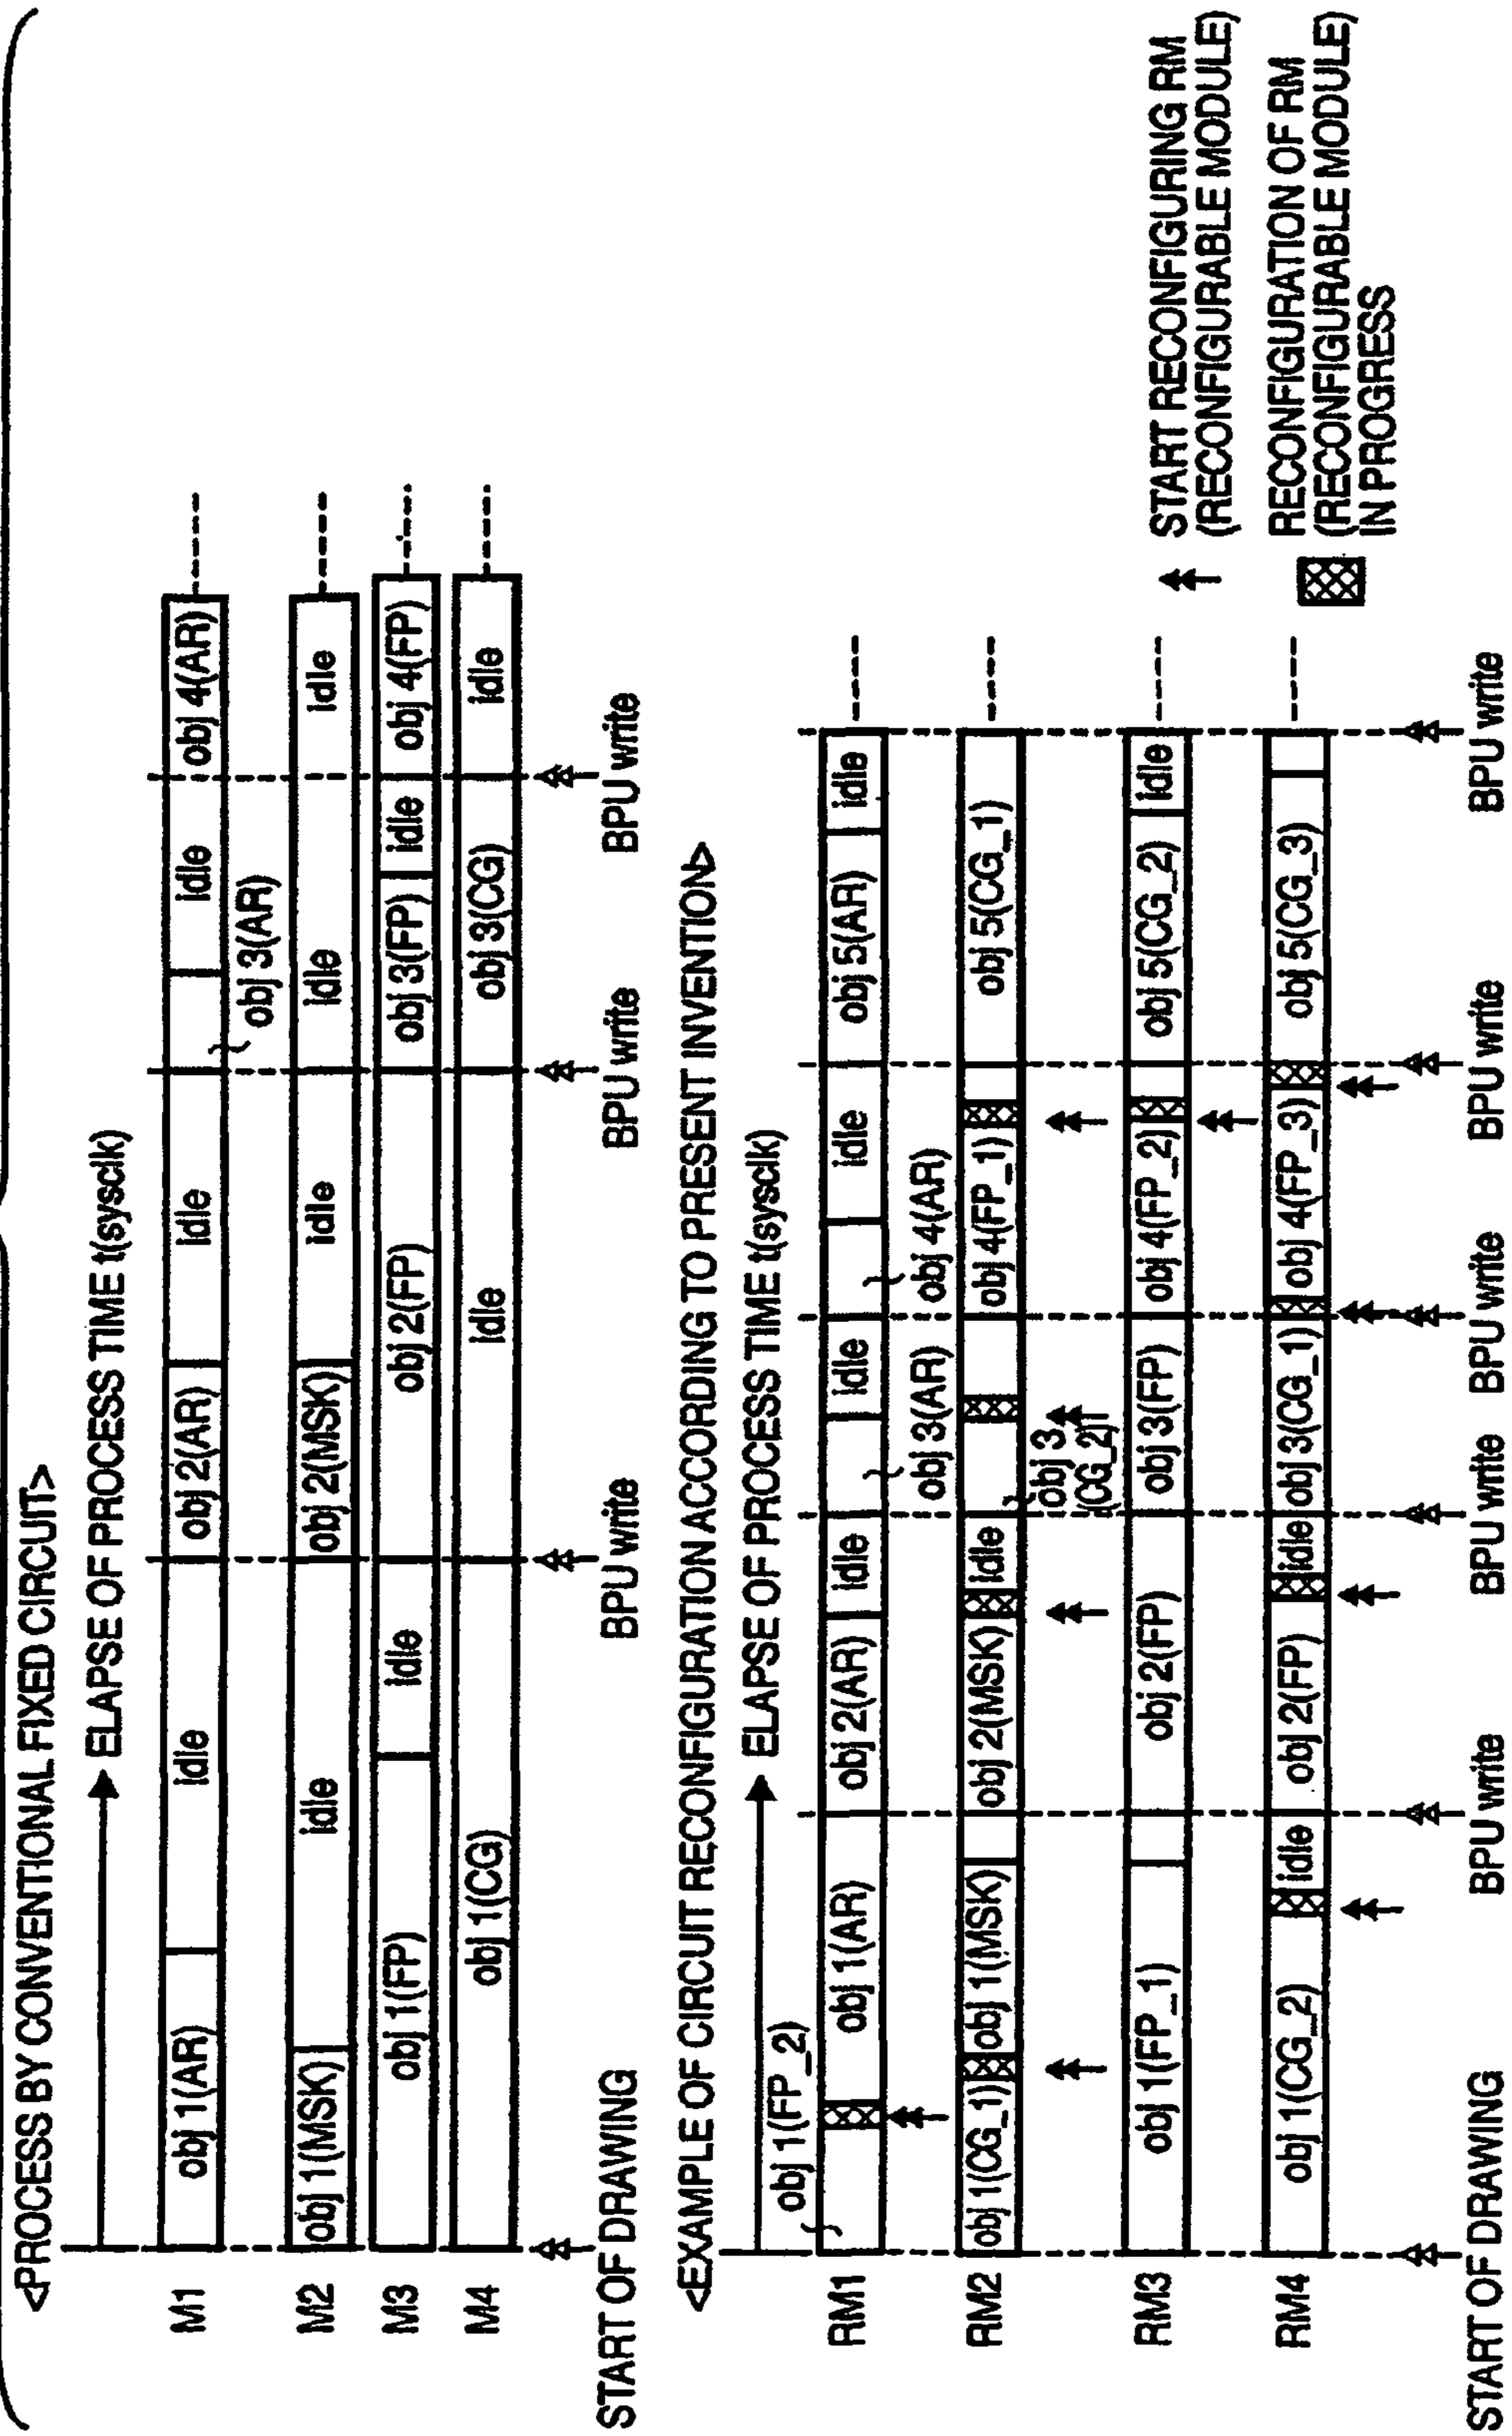 <PROCESS BY CONVENTIONAL FIXED CIRCUIT>
ELAPSE OF PROCESS TIME t(sysclk)
M1
obj 1(AR)
idle
obj 2(AR)
idle
obj 3(AR)
idle
obj 4(AR)
M2
obj 1(MSK)
idle
obj 2(MSK)
idle
idle
idle
M3
obj 1(FP)
idle
obj 2(FP)
obj 3(FP)
idle
obj 4(FP)
M4
obj 1(CG)
idle
obj 3(CG)
idle
START OF DRAWING
BPU write
BPU write
BPU write
<EXAMPLE OF CIRCUIT RECONFIGURATION ACCORDING TO PRESENT INVENTION>
ELAPSE OF PROCESS TIME t(sysclk)
RM1
obj 1(FP_2)
obj 1(AR)
obj 2(AR)
idle
obj 3(AR)
idle
obj 4(AR)
idle
obj 5(AR)
idle
RM2
obj 1(CG_1)
obj 1(MSK)
obj 2(MSK)
idle
obj 3
(CG_2)
obj 4(FP_1)
obj 5(CG_1)
RM3
obj 1(FP_1)
obj 2(FP)
obj 3(FP)
obj 4(FP_2)
obj 5(CG_2)
idle
RM4
obj 1(CG_2)
idle
obj 2(FP)
idle
obj 3(CG_1)
obj 4(FP_3)
obj 5(CG_3)
START OF DRAWING
BPU write
BPU write
BPU write
BPU write
BPU write
START RECONFIGURING RM
(RECONFIGURABLE MODULE)
RECONFIGURATION OF RM
(RECONFIGURABLE MODULE)
IN PROGRESS